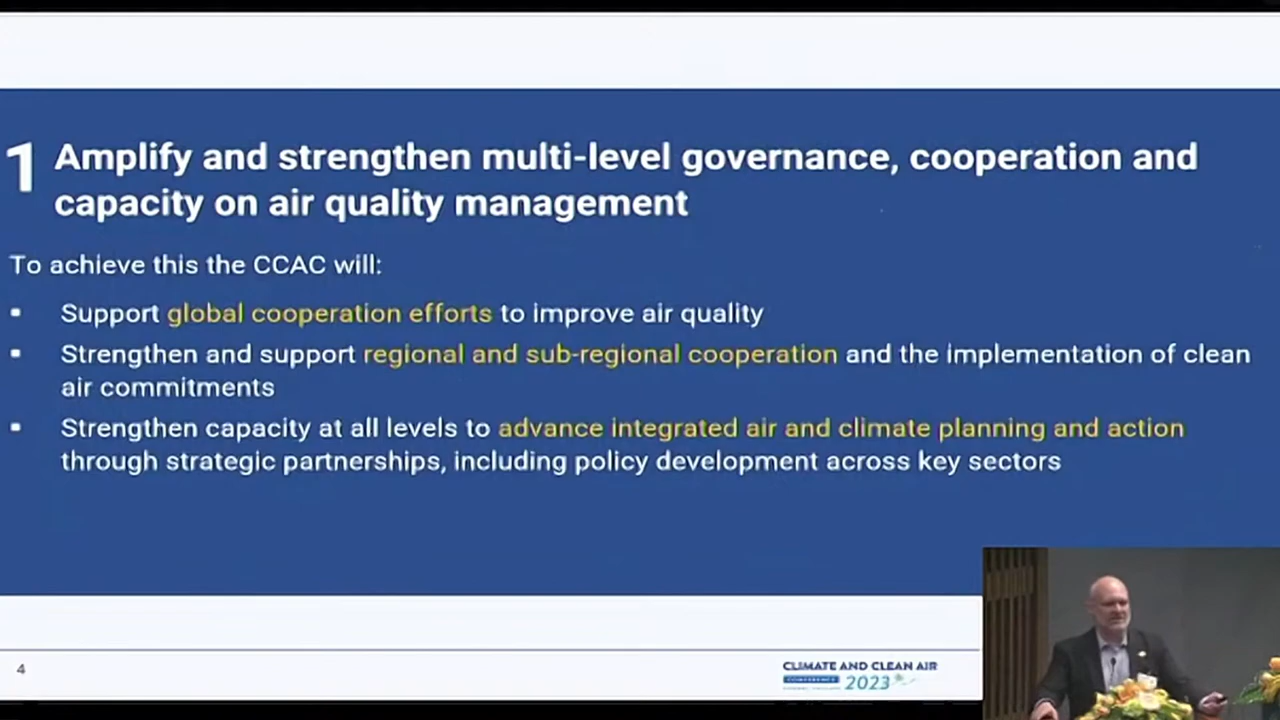 1 Amplify and strengthen multi-level governance, cooperation and
capacity on air quality management
To achieve this the CCAC will:
▪ Support global cooperation efforts to improve air quality
▪ Strengthen and support regional and sub-regional cooperation and the implementation of clean
air commitments
▪ Strengthen capacity at all levels to advance integrated air and climate planning and action
through strategic partnerships, including policy development across key sectors
4
CLIMATE AND CLEAN AIR
CONFERENCE 2023